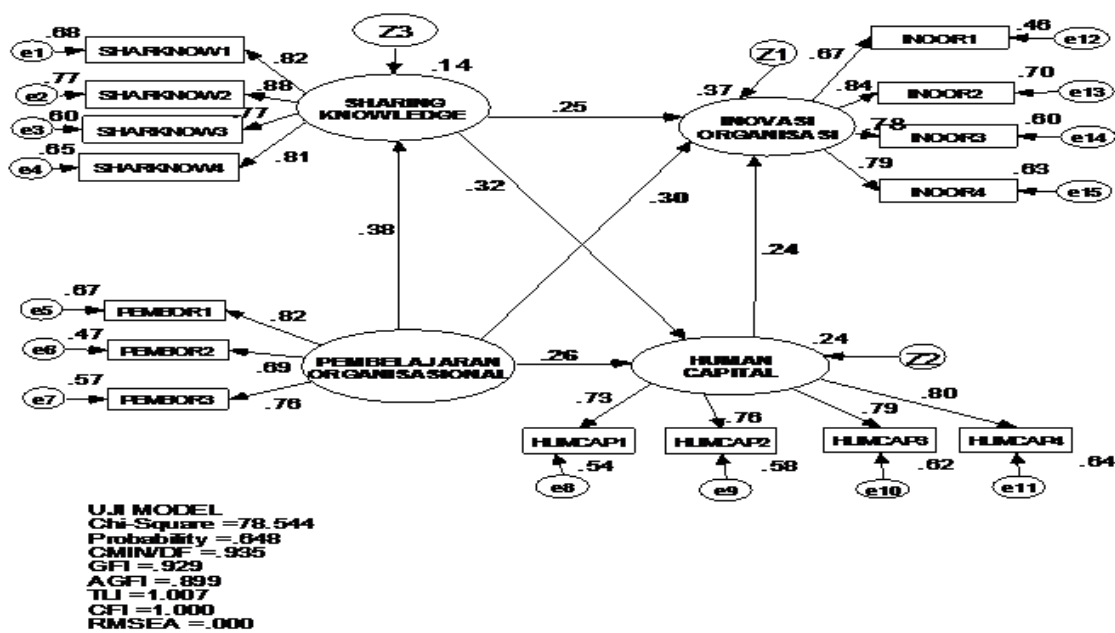 .68
e1
SHARKNOW1
.82
.77
e2
SHARKNOW2
.88
.60
e3
SHARKNOW3
.77
.65
e4
SHARKNOW4
.81
Z3
.14
SHARING
KNOWLEDGE
.25
.32
.38
Z1
.37
INOVASI
ORGANISASI
.67
INOOR1
.46
e12
.84
INOOR2
.70
e13
.78
INOOR3
.60
e14
.79
INOOR4
.63
e15
.30
.24
.67
e5
PEMBOR1
.82
.47
e6
PEMBOR2
.69
.57
e7
PEMBOR3
.76
PEMBELAJARAN
ORGANISASIONAL
.26
HUMAN
CAPITAL
.24
Z2
.73
.76
.79
.80
HUMCAP1
HUMCAP2
HUMCAP3
HUMCAP4
.54
.58
.62
.64
e8
e9
e10
e11
UJI MODEL
Chi-Square =78.544
Probability =.648
CMIN/DF =.935
GFI =.929
AGFI =.899
TLI =1.007
CFI =1.000
RMSEA =.000